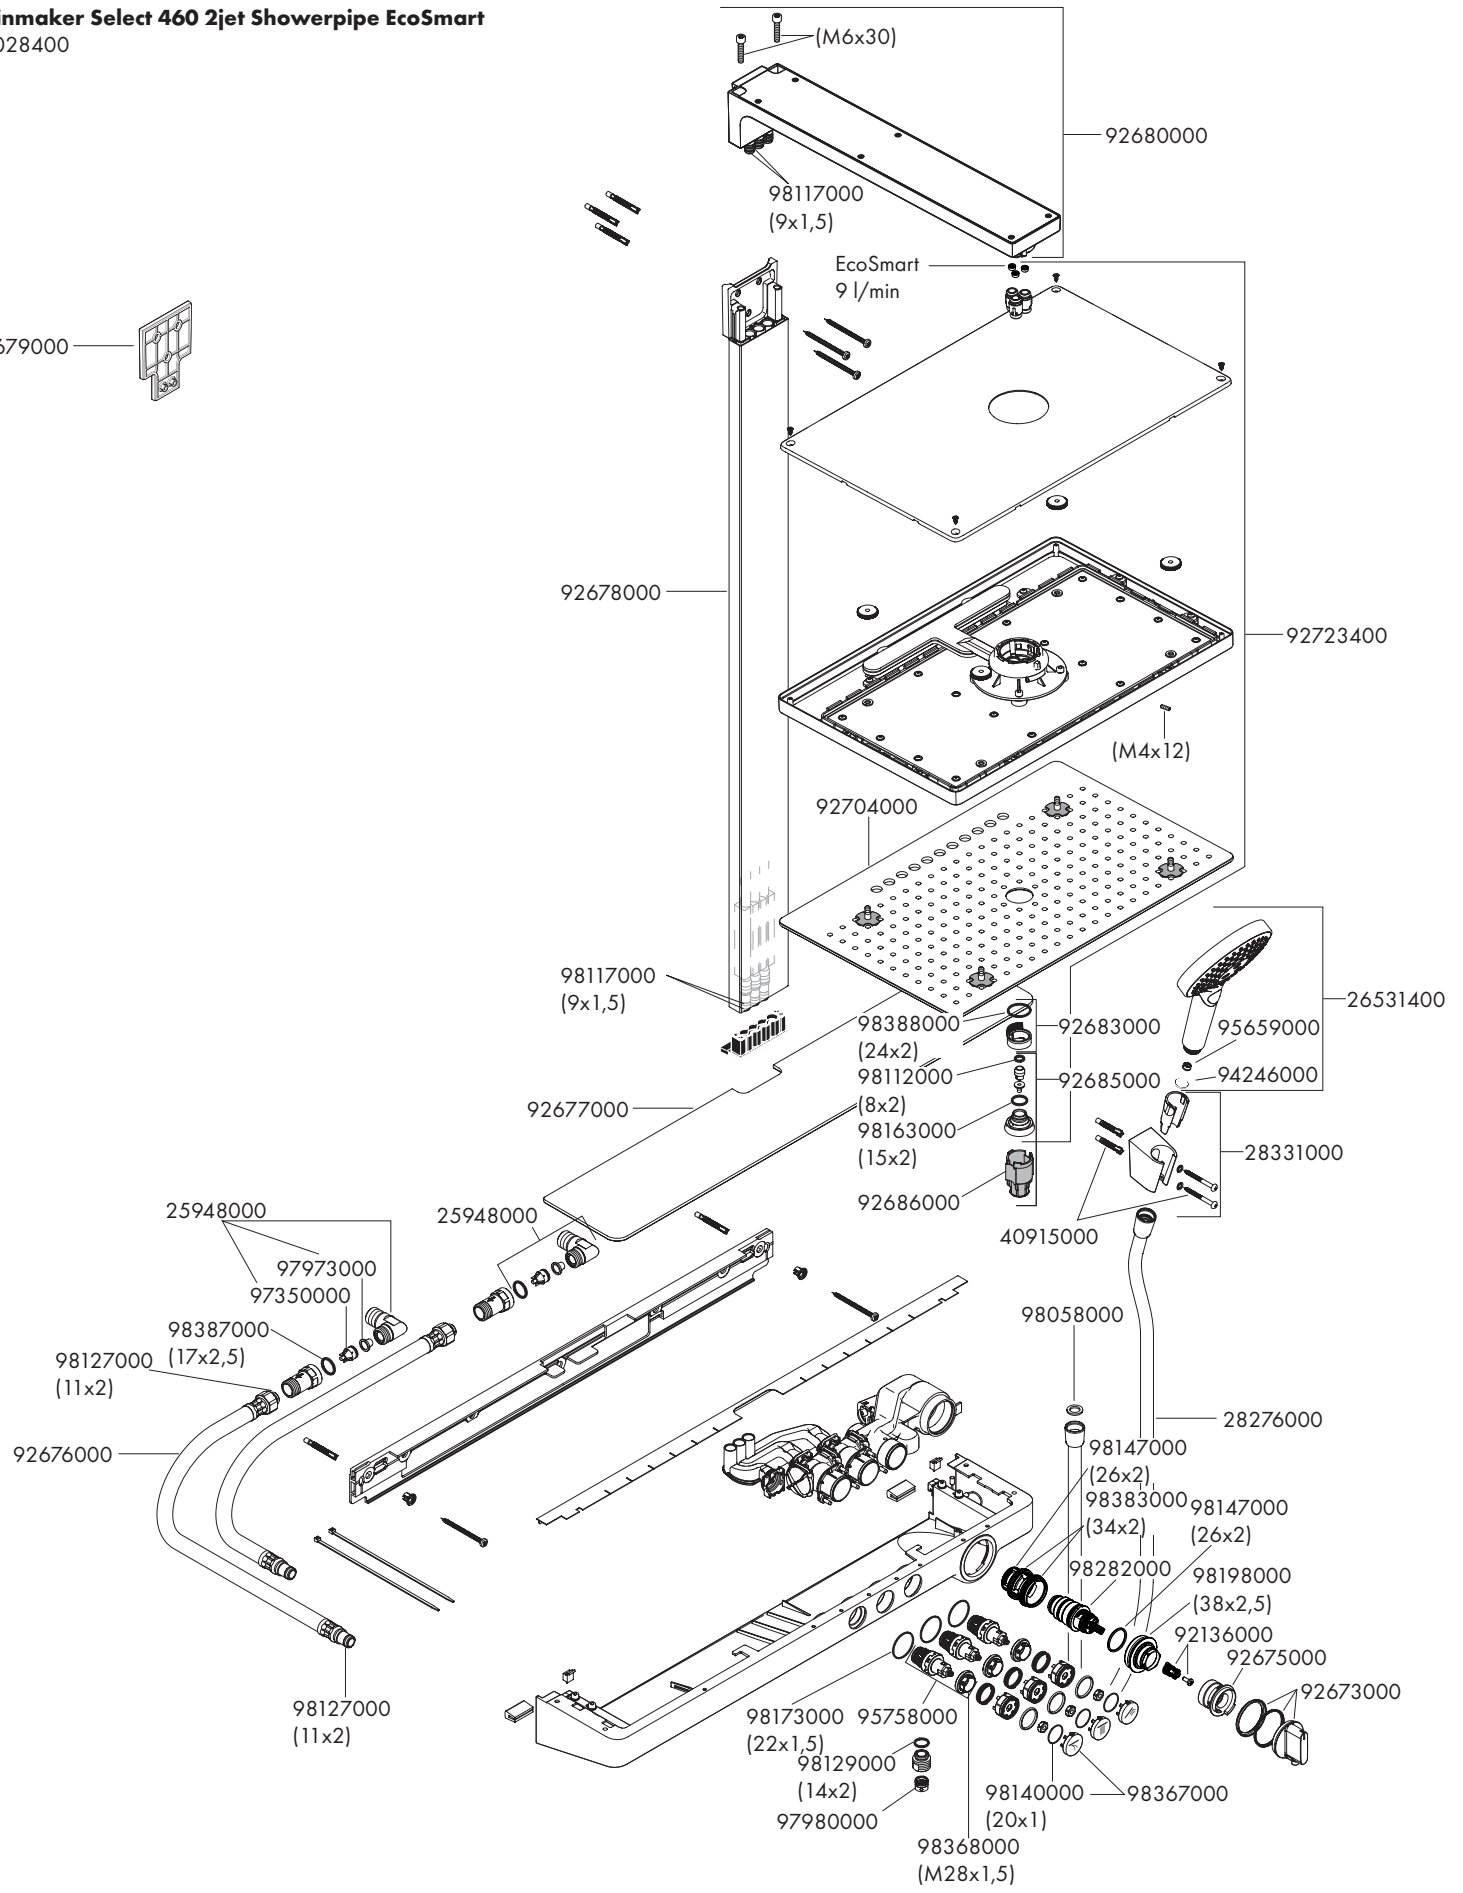 inmaker Select 460 2jet Showerpipe EcoSmart
028400
(M6x30)
92680000
98117000
(9x1,5)
EcoSmart
9 l/min
679000
92678000
92723400
(M4x12)
92704000
98117000
(9x1,5)
26531400
98388000
(24x2)
92683000
95659000
98112000
(8x2)
92685000
94246000
92677000
98163000
(15x2)
28331000
92686000
40915000
25948000
25948000
97973000
97350000
98387000
(17x2,5)
98127000
(11x2)
98058000
92676000
28276000
98147000
(26x2)
98383000
(34x2)
98147000
(26x2)
98282000
98198000
(38x2,5)
92136000
92675000
92673000
98127000
(11x2)
98173000
(22x1,5)
95758000
98129000
(14x2)
97980000
98140000
(20x1)
98367000
98368000
(M28x1,5)